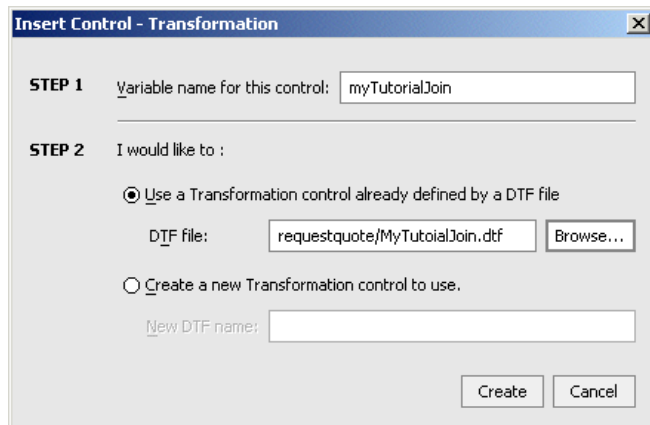 Insert Control - Transformation
STEP 1 Variable name for this control: myTutorialJoin
STEP 2 I would like to :
Use a Transformation control already defined by a DTF file
DTF file: requestquote/MyTutoialJoin.dtf Browse...
Create a new Transformation control to use.
New DTF name:
Create Cancel